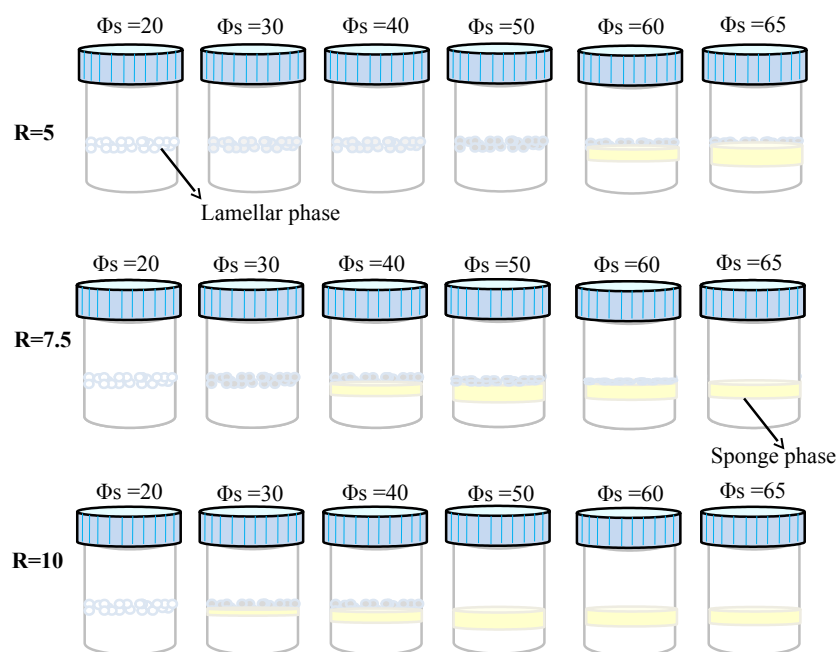 Φs =20 Φs =30 Φs =40 Φs =50 Φs =60 Φs =65
R=5
Lamellar phase
Φs =20 Φs =30 Φs =40 Φs =50 Φs =60 Φs =65
R=7.5
Sponge phase
Φs =20 Φs =30 Φs =40 Φs =50 Φs =60 Φs =65
R=10